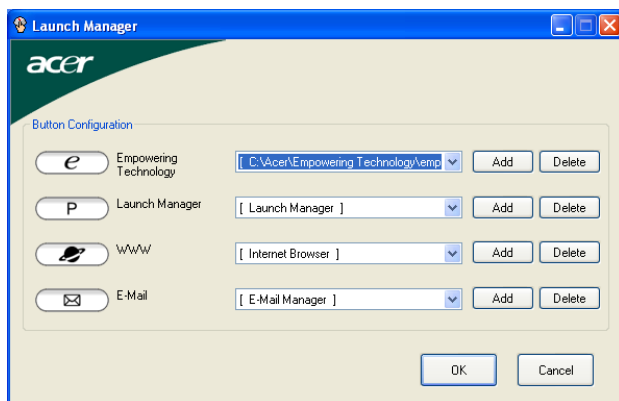 Launch Manager
acer
Button Configuration
e Empowering Technology [ C:\Acer\Empowering Technology\emp Add Delete
P Launch Manager [ Launch Manager ] Add Delete
WWW [ Internet Browser ] Add Delete
E-Mail [ E-Mail Manager ] Add Delete
OK Cancel